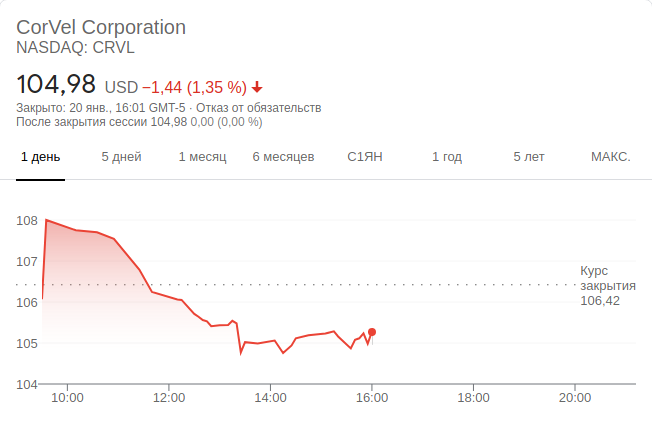 CorVel Corporation
NASDAQ: CRVL
104,98 USD −1,44 (1,35 %)
Закрыто: 20 янв., 16:01 GMT-5 · Отказ от обязательств
После закрытия сессии 104,98 0,00 (0,00 %)
1 день 5 дней 1 месяц 6 месяцев С1ЯН 1 год 5 лет МАКС.
108
107
106
105
104
Курс
закрытия
106,42
10:00 12:00 14:00 16:00 18:00 20:00